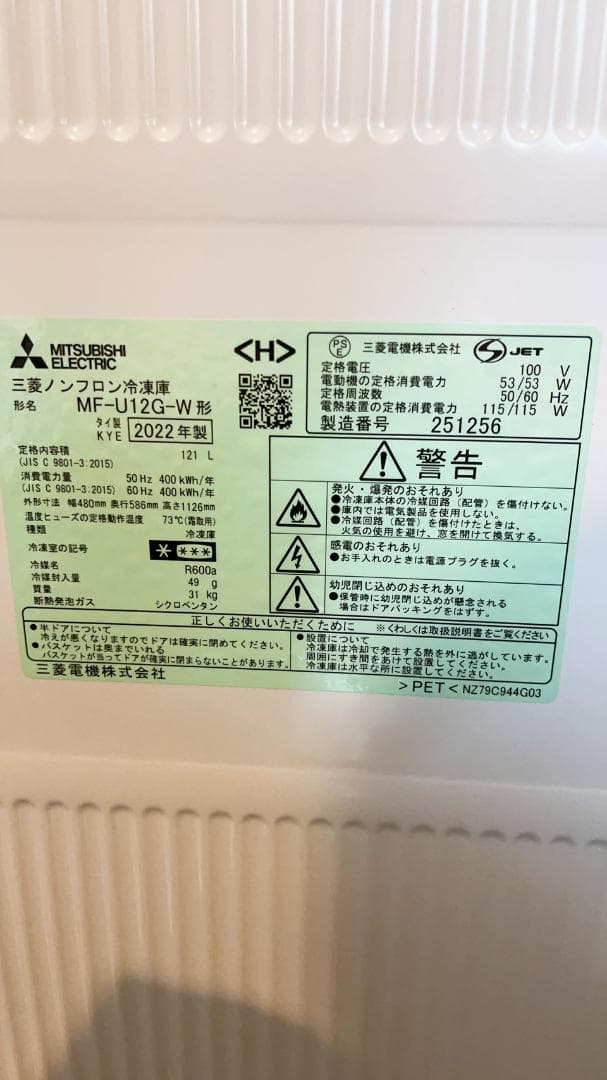 MITSUBISHI
ELECTRIC
<H>
三菱ノンフロン冷凍庫
形名 MF-U12G-W形
タイ製
KYE 2022年製
定格内容積 121 L
(JIS C 9801-3:2015)
消費電力量 50Hz 400kWh/年
(JIS C 9801-3:2015) 60Hz 400kWh/年
外形寸法 幅480mm 奥行586mm 高さ1126mm
温度ヒューズの定格動作温度 73℃(霜取用)
種類 冷凍庫
冷凍室の記号 * ***
冷媒名 R600a
冷媒封入量 49 g
質量 31 kg
断熱発泡ガス シクロペンタン
PS
E 三菱電機株式会社 JET
定格電圧 100 V
電動機の定格消費電力 53/53 W
定格周波数 50/60 Hz
電熱装置の定格消費電力 115/115 W
製造番号 251256
警告
発火・爆発のおそれあり
●冷凍庫本体の冷媒回路(配管)を傷付けない。
●庫内では電気製品を使用しない。
●冷媒回路(配管)を傷付けたときは、
火気の使用を避け、窓を開けて換気する。
感電のおそれあり
●お手入れのときは電源プラグを抜く。
幼児閉じ込めのおそれあり
●保管時に幼児閉じ込めが懸念される
場合はドアパッキングをはずす。
正しくお使いいただくために ※くわしくは取扱説明書をご覧ください
●半ドアについて
冷えが悪くなりますのでドアは確実に閉めてください。
●バスケットは奥までいれる
バスケットが当ってドアが確実に閉まらないことがあります。
●設置について
冷凍庫は冷却で発生する熱を外に逃がしています。
周囲にすき間をあけて設置してください。
冷凍庫は水平な所に設置してください。
三菱電機株式会社
>PET< NZ79C944G03